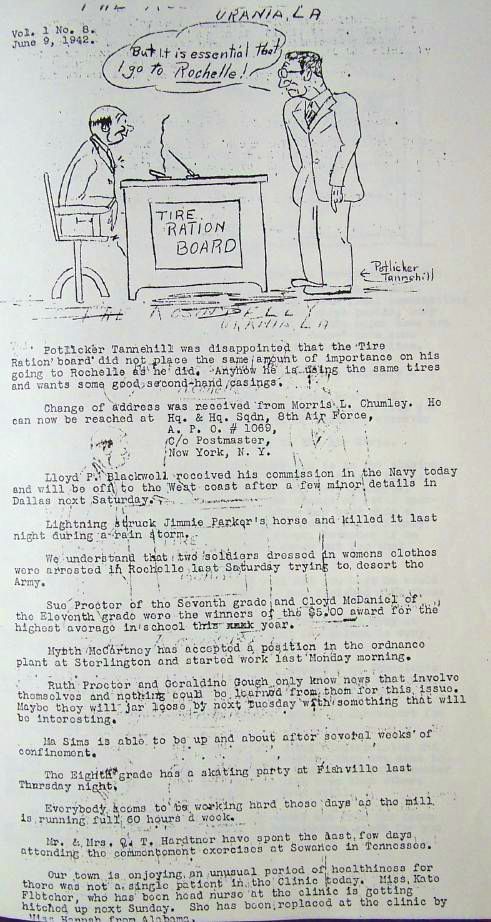 URANIA, LA
Vol. 1 No. 8.
June 9, 1942.
But it is essential that
I go to Rochelle!
TIRE
RATION
BOARD
Potlicker
Tannehill
URANIA, LA
Potlicker Tannehill was disappointed that the Tire
Ration board did not place the same amount of importance on his
going to Rochelle as he did. Anyhow he is using the same tires
and wants some good second-hand casings.
Change of address was received from Morris L. Chumley. He
can now be reached at Hq. & Hq. Sqdn, 8th Air Force,
A. P. O. # 1069,
C/o Postmaster,
New York, N. Y.
Lloyd P. Blackwell received his commission in the Navy today
and will be off to the West coast after a few minor details in
Dallas next Saturday.
Lightning struck Jimmie Parker's horse and killed it last
night during a rain storm.
We understand that two soldiers dressed in womens clothes
were arrested in Rochelle last Saturday trying to desert the
Army.
Sue Procter of the Seventh grade and Cloyd McDaniel of
the Eleventh grade were the winners of the $5.00 award for the
highest average in school this year.
McCartney has accepted a position in the ordnance
plant at Sterlington and started work last Monday morning.
Ruth Proctor and Geraldine Gough only know news that involve
themselves and nothing could be learned from them for this issue.
Maybe they will jar loose by next Tuesday with something that will
be interesting.
Ma Sims is able to be up and about after several weeks of
confinement.
The Eighth grade has a skating party at Fishville last
Thursday night.
Everybody seems to be working hard these days as the mill
is running full 60 hours a week.
Mr. & Mrs. Q. T. Hardtner have spent the last few days
attending the commencement exercises at Sewanee in Tennessee.
Our town is enjoying an unusual period of healthiness for
there was not a single patient in the Clinic today. Miss Kate
Fletcher, who has been head nurse at the clinic is getting
hitched up next Sunday. She has been replaced at the clinic by
Miss Hannah from Alabama.